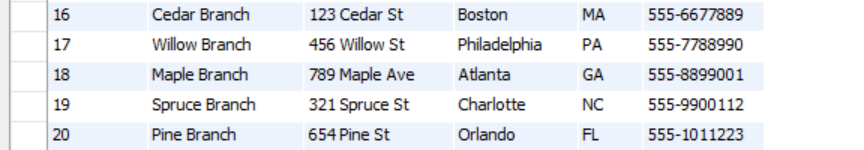 16 Cedar Branch 123 Cedar St Boston MA 555-6677889
17 Willow Branch 456 Willow St Philadelphia PA 555-7788990
18 Maple Branch 789 Maple Ave Atlanta GA 555-8899001
19 Spruce Branch 321 Spruce St Charlotte NC 555-9900112
20 Pine Branch 654 Pine St Orlando FL 555-1011223